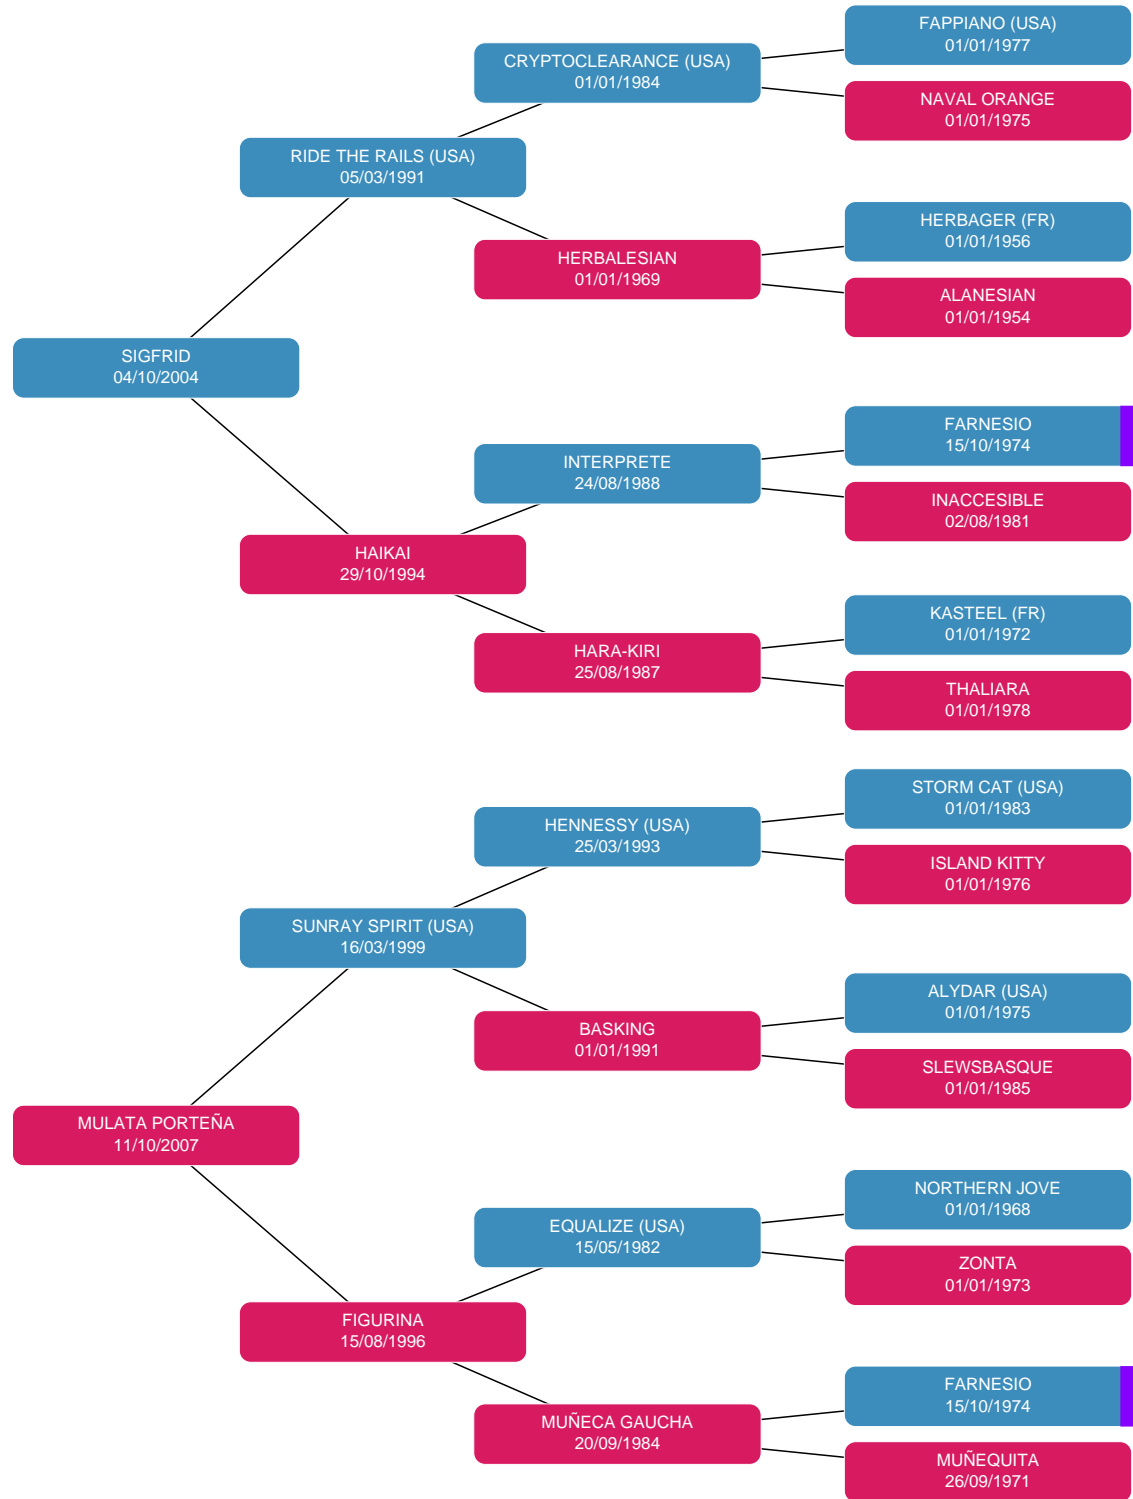 FAPPIANO (USA)
01/01/1977
CRYPTOCLEARANCE (USA)
01/01/1984
NAVAL ORANGE
01/01/1975
RIDE THE RAILS (USA)
05/03/1991
HERBAGER (FR)
01/01/1956
HERBALESIAN
01/01/1969
ALANESIAN
01/01/1954
SIGFRID
04/10/2004
FARNESIO
15/10/1974
INTERPRETE
24/08/1988
INACCESIBLE
02/08/1981
HAIKAI
29/10/1994
KASTEEL (FR)
01/01/1972
HARA-KIRI
25/08/1987
THALIARA
01/01/1978
STORM CAT (USA)
01/01/1983
HENNESSY (USA)
25/03/1993
ISLAND KITTY
01/01/1976
SUNRAY SPIRIT (USA)
16/03/1999
ALYDAR (USA)
01/01/1975
BASKING
01/01/1991
SLEWSBASQUE
01/01/1985
MULATA PORTEÑA
11/10/2007
NORTHERN JOVE
01/01/1968
EQUALIZE (USA)
15/05/1982
ZONTA
01/01/1973
FIGURINA
15/08/1996
FARNESIO
15/10/1974
MUÑECA GAUCHA
20/09/1984
MUÑEQUITA
26/09/1971